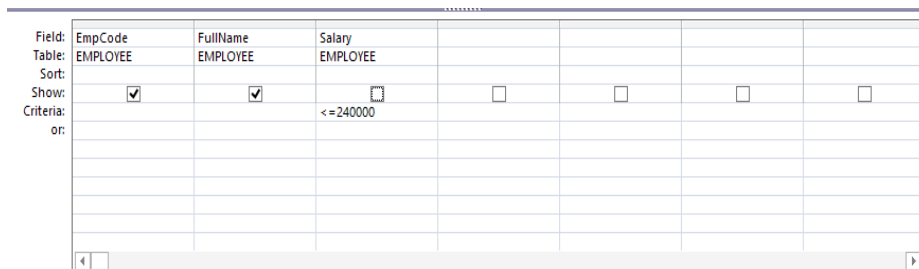 Field: EmpCode FullName Salary
Table: EMPLOYEE EMPLOYEE EMPLOYEE
Sort:
Show:
Criteria: <=240000
or: